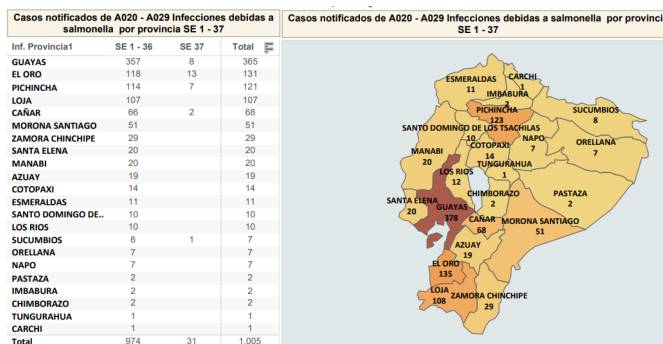 Casos notificados de A020 - A029 Infecciones debidas a
salmonella por provincia SE 1 - 37
Inf. Provincia1 SE 1 - 36 SE 37 Total
GUAYAS 357 8 365
EL ORO 118 13 131
PICHINCHA 114 7 121
LOJA 107 107
CAÑAR 66 2 68
MORONA SANTIAGO 51 51
ZAMORA CHINCHIPE 29 29
SANTA ELENA 20 20
MANABI 20 20
AZUAY 19 19
COTOPAXI 14 14
ESMERALDAS 11 11
SANTO DOMINGO DE.. 10 10
LOS RIOS 10 10
SUCUMBIOS 6 1 7
ORELLANA 7 7
NAPO 7 7
PASTAZA 2 2
IMBABURA 2 2
CHIMBORAZO 2 2
TUNGURAHUA 1 1
CARCHI 1 1
Total 974 31 1,005
Casos notificados de A020 - A029 Infecciones debidas a salmonella por provinci
SE 1 - 37
CARCHI
1
ESMERALDAS
11
IMBABURA
2
PICHINCHA
123
SUCUMBIOS
8
SANTO DOMINGO DE LOS TSACHILAS
10
NAPO
7
ORELLANA
7
MANABI
20
COTOPAXI
14
TUNGURAHUA
1
LOS RIOS
12
CHIMBORAZO
2
PASTAZA
2
SANTA ELENA
20
GUAYAS
378
CAÑAR
68
MORONA SANTIAGO
51
AZUAY
19
EL ORO
135
LOJA
108
ZAMORA CHINCHIPE
29